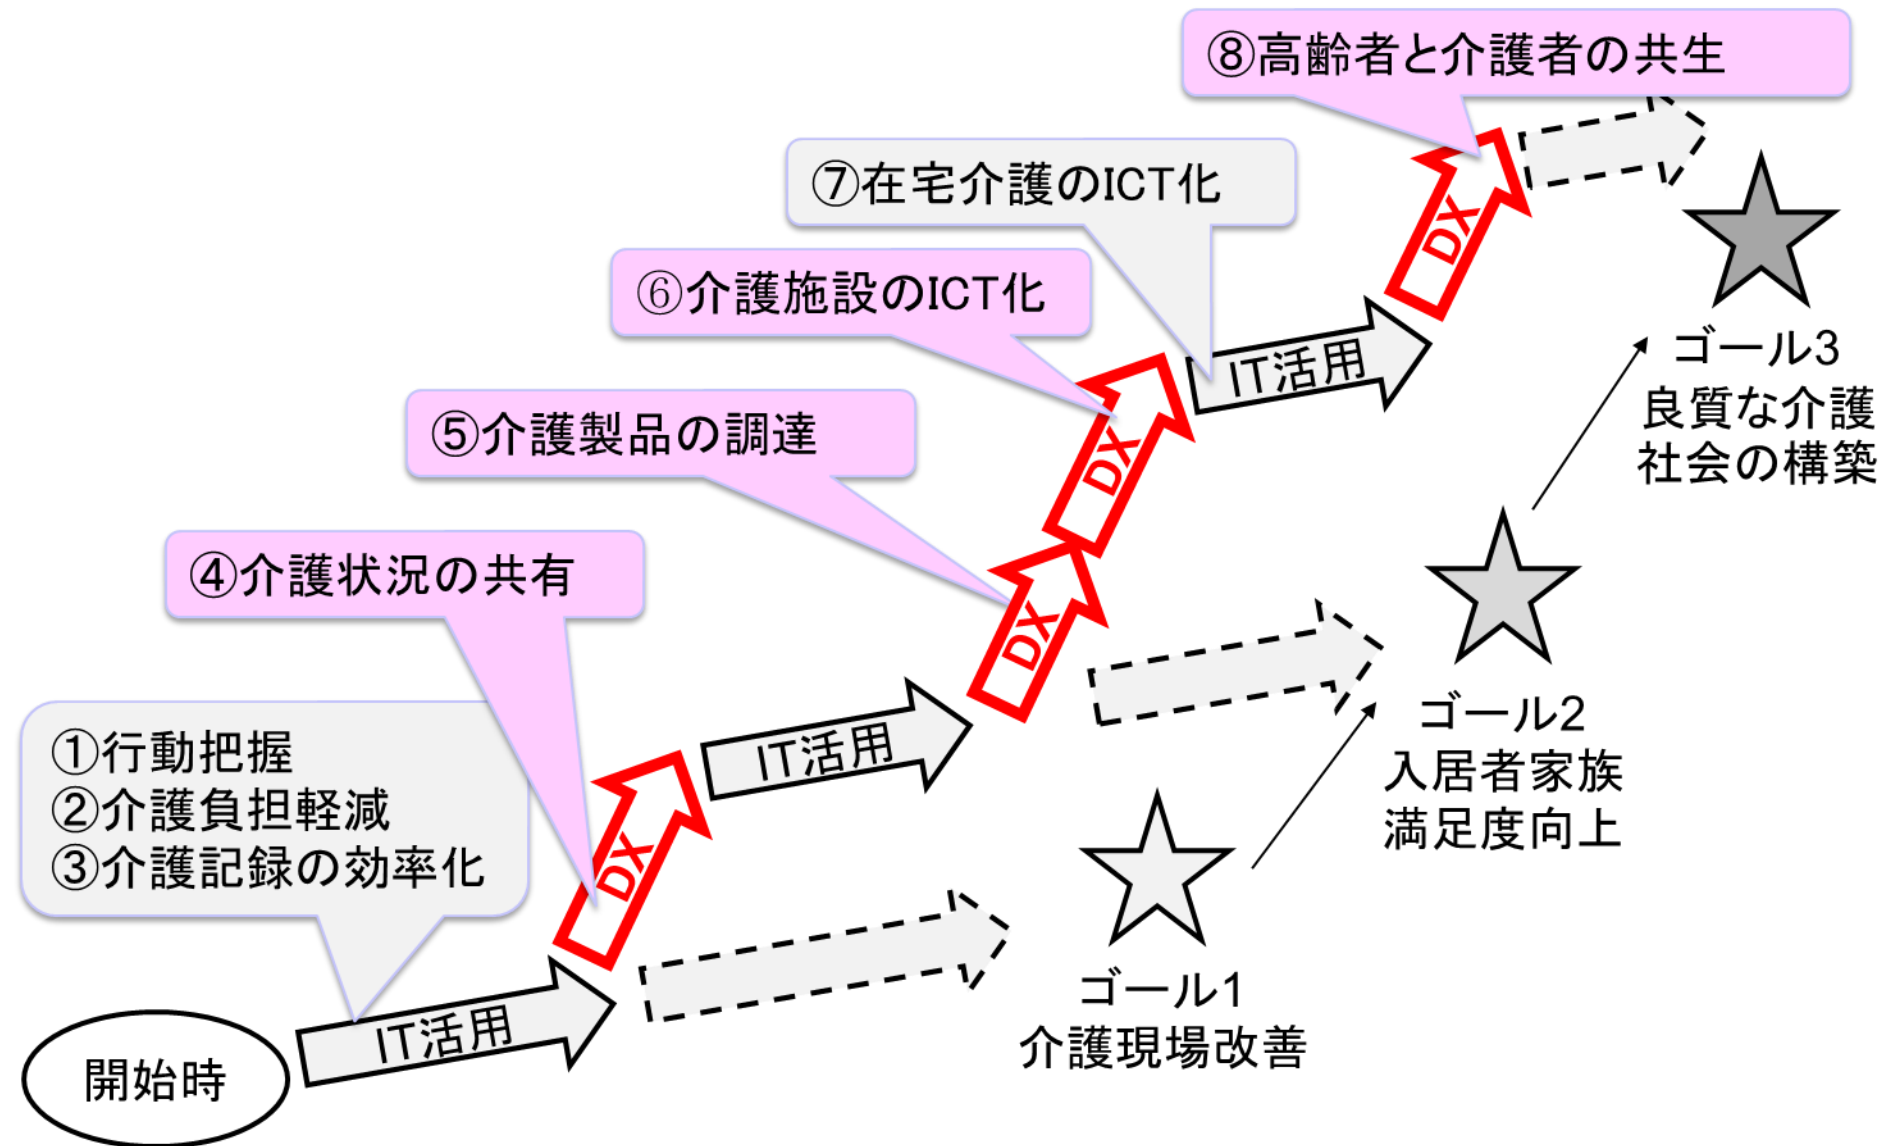 ⑧高齢者と介護者の共生
⑦在宅介護のICT化
DX
⑥介護施設のICT化
IT活用
ゴール3
良質な介護
社会の構築
⑤介護製品の調達
DX
④介護状況の共有
DX
ゴール2
入居者家族
満足度向上
IT活用
①行動把握
②介護負担軽減
③介護記録の効率化
DX
ゴール1
介護現場改善
IT活用
開始時